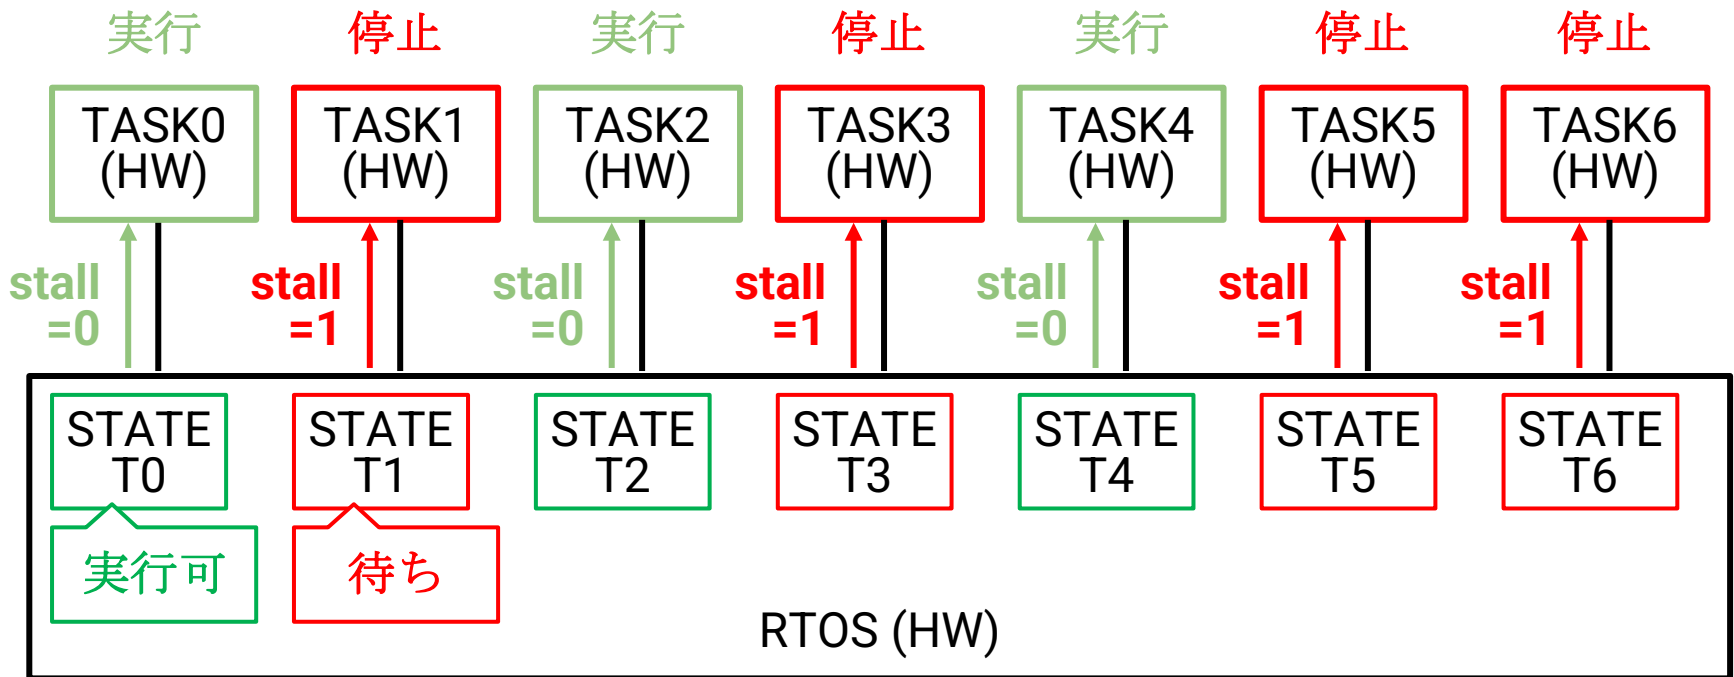 実行
停止
実行
停止
実行
停止
停止
TASK0
(HW)
TASK1
(HW)
TASK2
(HW)
TASK3
(HW)
TASK4
(HW)
TASK5
(HW)
TASK6
(HW)
stall
=0
stall
=1
stall
=0
stall
=1
stall
=0
stall
=1
stall
=1
STATE
T0
STATE
T1
STATE
T2
STATE
T3
STATE
T4
STATE
T5
STATE
T6
実行可
待ち
RTOS (HW)